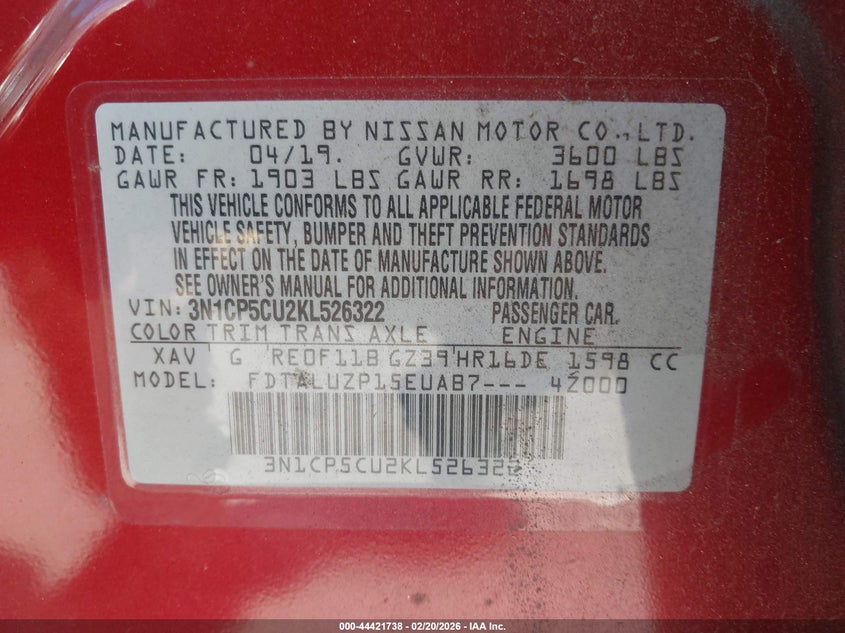 MANUFACTURED BY NISSAN MOTOR CO., LTD.
DATE: 04/19. GVWR: 3600 LBS
GAWR FR: 1903 LBS GAWR RR: 1698 LBS
THIS VEHICLE CONFORMS TO ALL APPLICABLE FEDERAL MOTOR
VEHICLE SAFETY, BUMPER AND THEFT PREVENTION STANDARDS
IN EFFECT ON THE DATE OF MANUFACTURE SHOWN ABOVE.
SEE OWNER'S MANUAL FOR ADDITIONAL INFORMATION.
VIN: 3N1CP5CU2KL526322 PASSENGER CAR.
COLOR TRIM TRANS AXLE ENGINE
XAV G RE0F11B GZ39 HR16DE 1598 CC
MODEL: FDTALUZP15EUAB7--- 4Z000
3N1CP5CU2KL526322
000-44421738 | 02/20/2026 - IAA Inc.